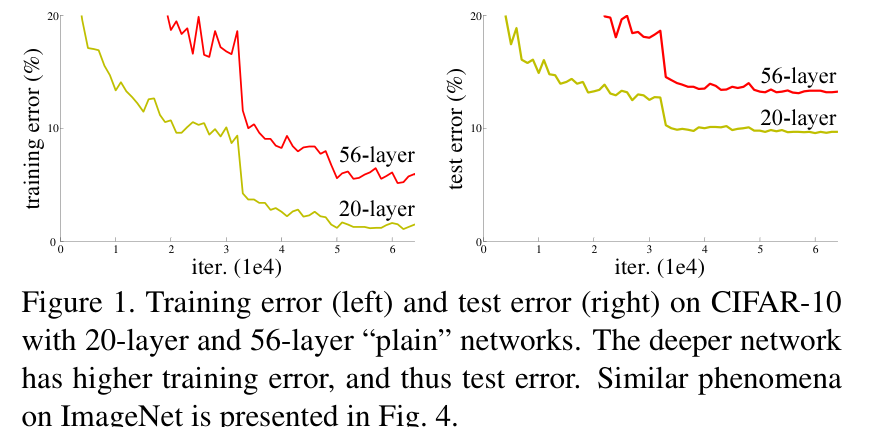 20
10
0
training error (%)
0 1 2 3 4 5 6
iter. (1e4)
56-layer
20-layer
20
10
0
test error (%)
0 1 2 3 4 5 6
iter. (1e4)
56-layer
20-layer
Figure 1. Training error (left) and test error (right) on CIFAR-10
with 20-layer and 56-layer “plain” networks. The deeper network
has higher training error, and thus test error. Similar phenomena
on ImageNet is presented in Fig. 4.